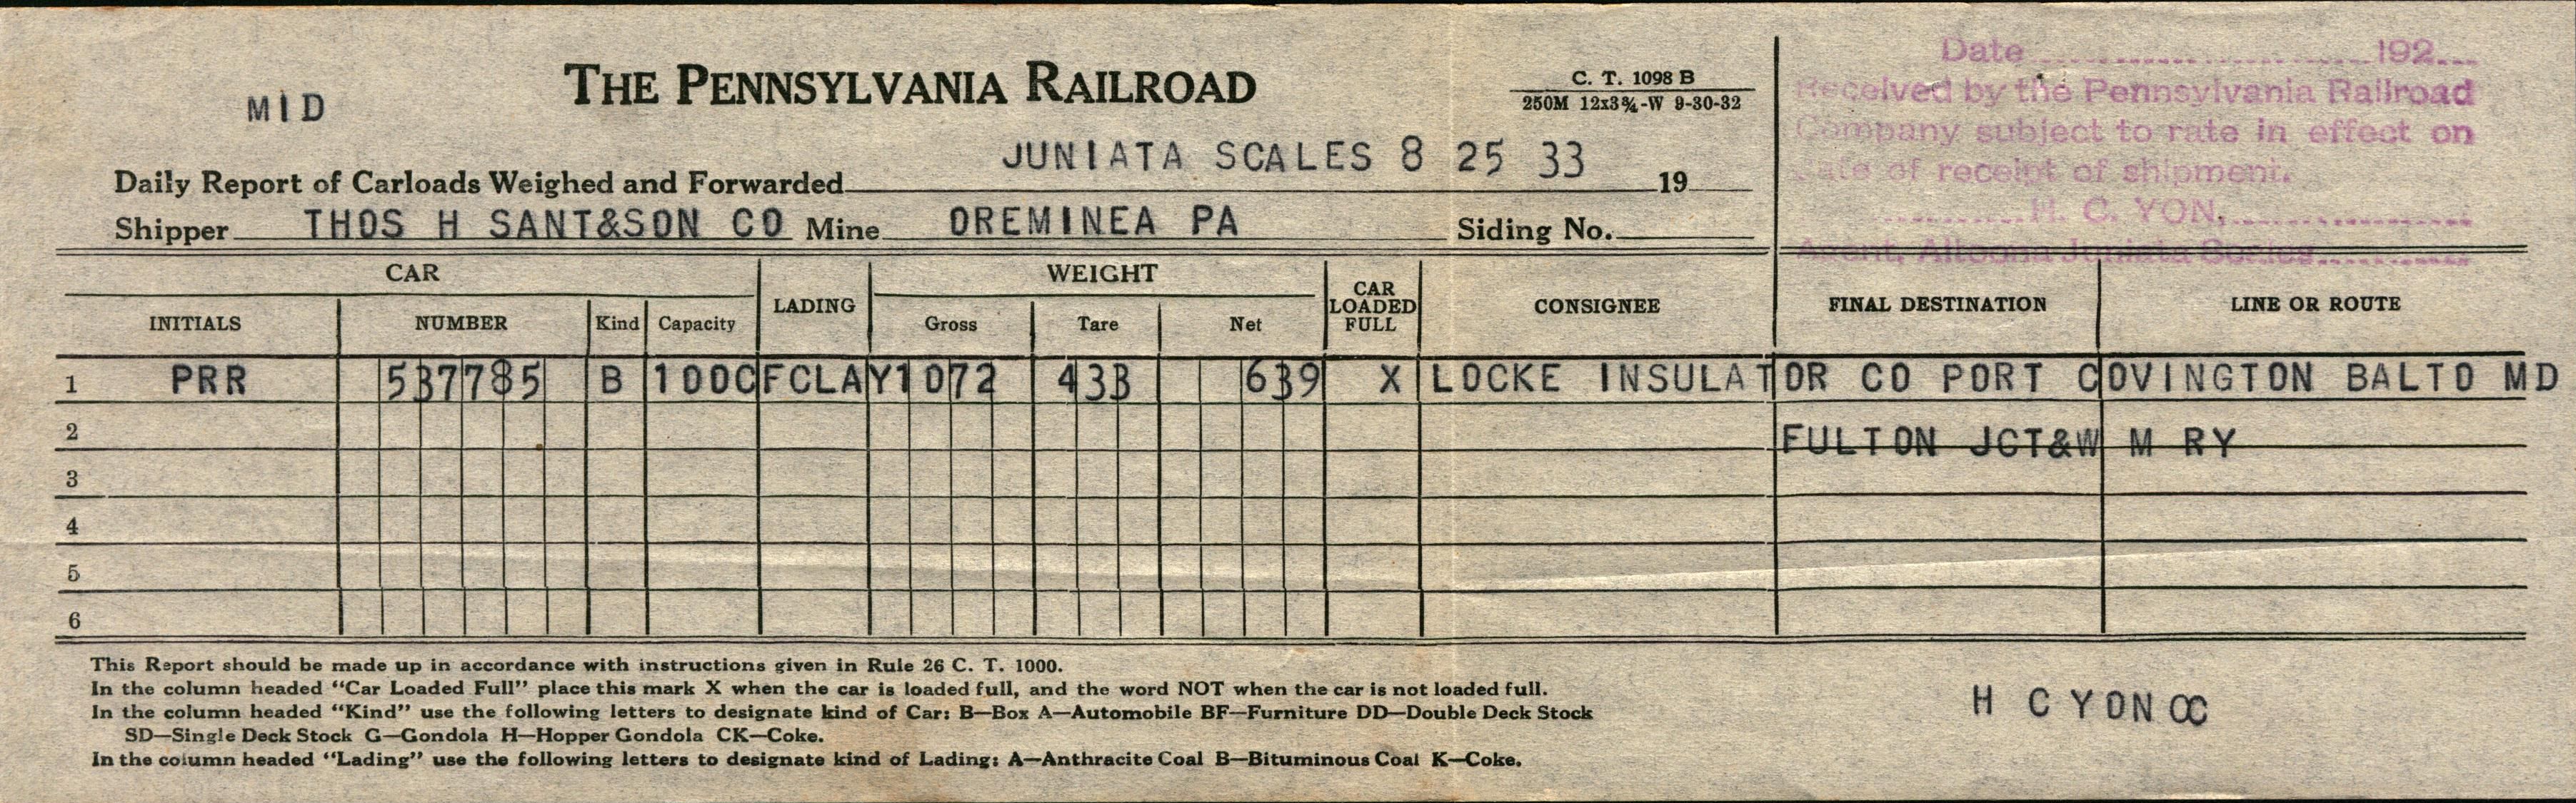 MID
THE PENNSYLVANIA RAILROAD
C. T. 1098 B
250M 12x3¾-W 9-30-32
Date 192
Received by the Pennsylvania Railroad
Company subject to rate in effect on
date of receipt of shipment.
H. C. YON,
Agent, Altoona Juniata Scales
Daily Report of Carloads Weighed and Forwarded JUNIATA SCALES 8 25 33 19
Shipper THOS H SANT&SON CO Mine OREMINEA PA Siding No.
CAR LADING WEIGHT CAR LOADED FULL CONSIGNEE FINAL DESTINATION LINE OR ROUTE
INITIALS NUMBER Kind Capacity Gross Tare Net
1 PRR 537785 B 100C FCLAY 1072 433 639 X LOCKE INSULATOR CO PORT COVINGTON BALTO MD
2 FULTON JCT&W M RY
3
4
5
6
This Report should be made up in accordance with instructions given in Rule 26 C. T. 1000.
In the column headed "Car Loaded Full" place this mark X when the car is loaded full, and the word NOT when the car is not loaded full.
In the column headed "Kind" use the following letters to designate kind of Car: B—Box A—Automobile BF—Furniture DD—Double Deck Stock
SD—Single Deck Stock G—Gondola H—Hopper Gondola CK—Coke.
In the column headed "Lading" use the following letters to designate kind of Lading: A—Anthracite Coal B—Bituminous Coal K—Coke.
H C YON